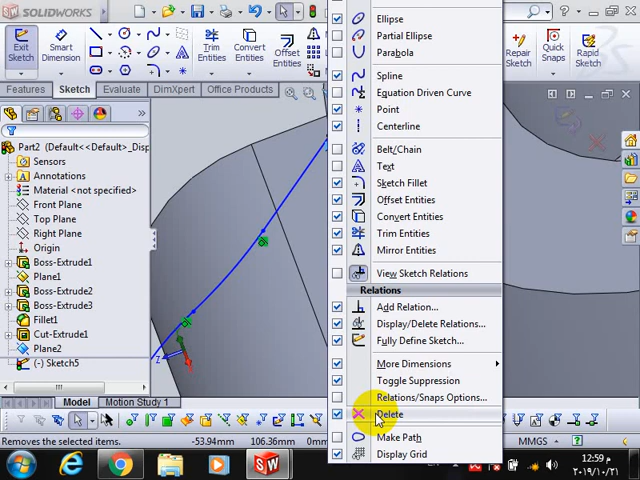 SOLIDWORKS
Exit
Sketch
Smart
Dimension
Trim
Entities
Convert
Entities
Offset
Entities
Repair
Sketch
Quick
Snaps
Rapid
Sketch
Features
Sketch
Evaluate
DimXpert
Office Products
Part2 (Default<<Default>_Disp
Sensors
Annotations
Material <not specified>
Front Plane
Top Plane
Right Plane
Origin
Boss-Extrude1
Plane1
Boss-Extrude2
Boss-Extrude3
Fillet1
Cut-Extrude1
Plane2
(-) Sketch5
Z
Ellipse
Partial Ellipse
Parabola
Spline
Equation Driven Curve
Point
Centerline
Belt/Chain
Text
Sketch Fillet
Offset Entities
Convert Entities
Trim Entities
Mirror Entities
View Sketch Relations
Relations
Add Relation...
Display/Delete Relations...
Fully Define Sketch...
More Dimensions
Toggle Suppression
Relations/Snaps Options...
Delete
Make Path
Display Grid
Model
Motion Study 1
Removes the selected items.
-53.94mm
106.36mm
MMGS
12:59 م
٢٠١٩/١٠/٢١